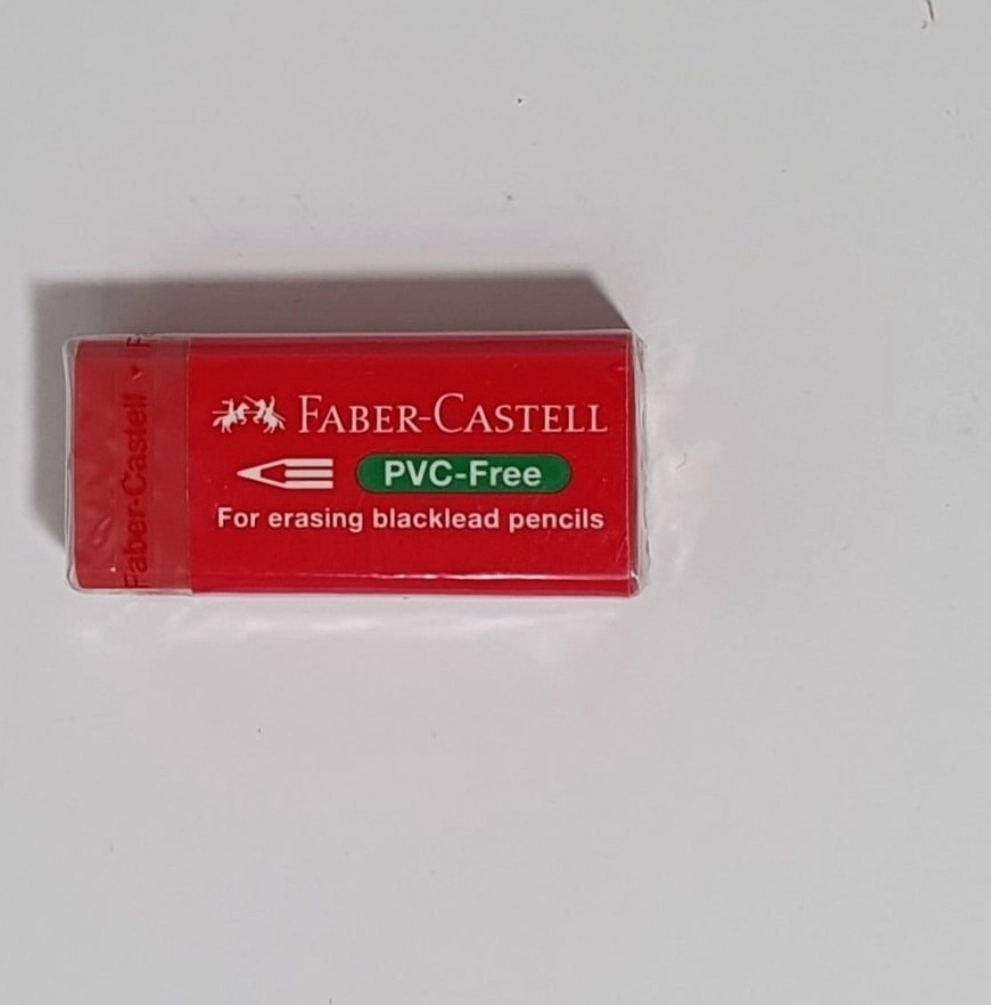 FABER-CASTELL
PVC-Free
For erasing blacklead pencils
Faber-Castell